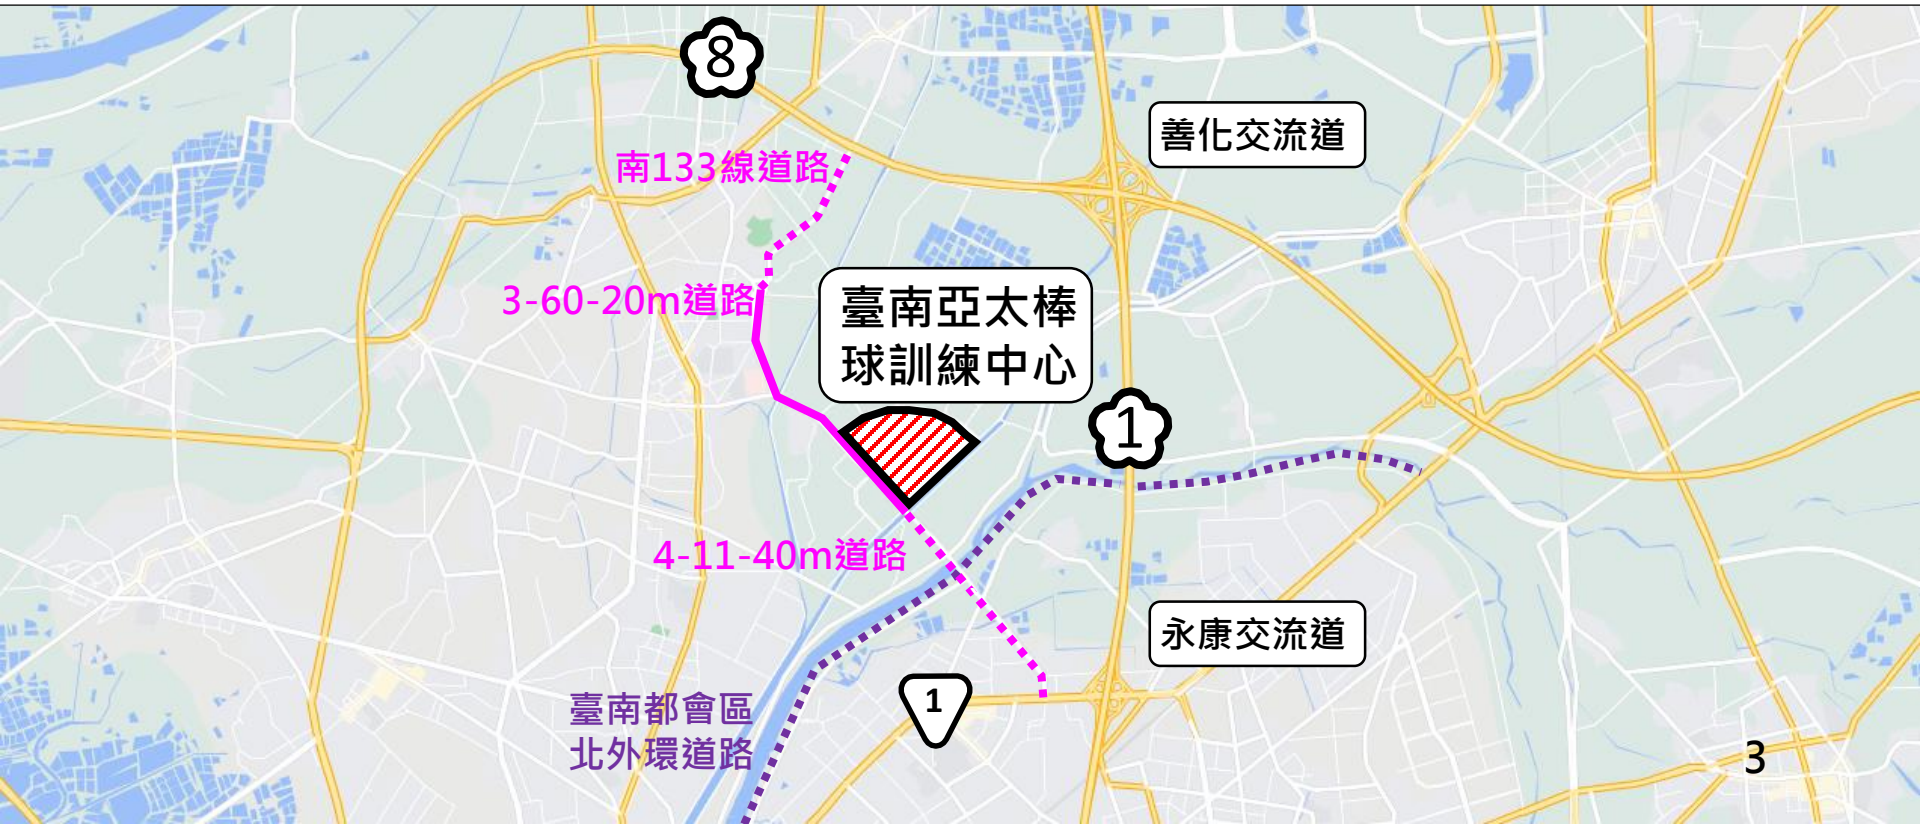 8
善化交流道
南133線道路
3-60-20m道路
臺南亞太棒
球訓練中心
1
4-11-40m道路
永康交流道
1
臺南都會區
北外環道路
3